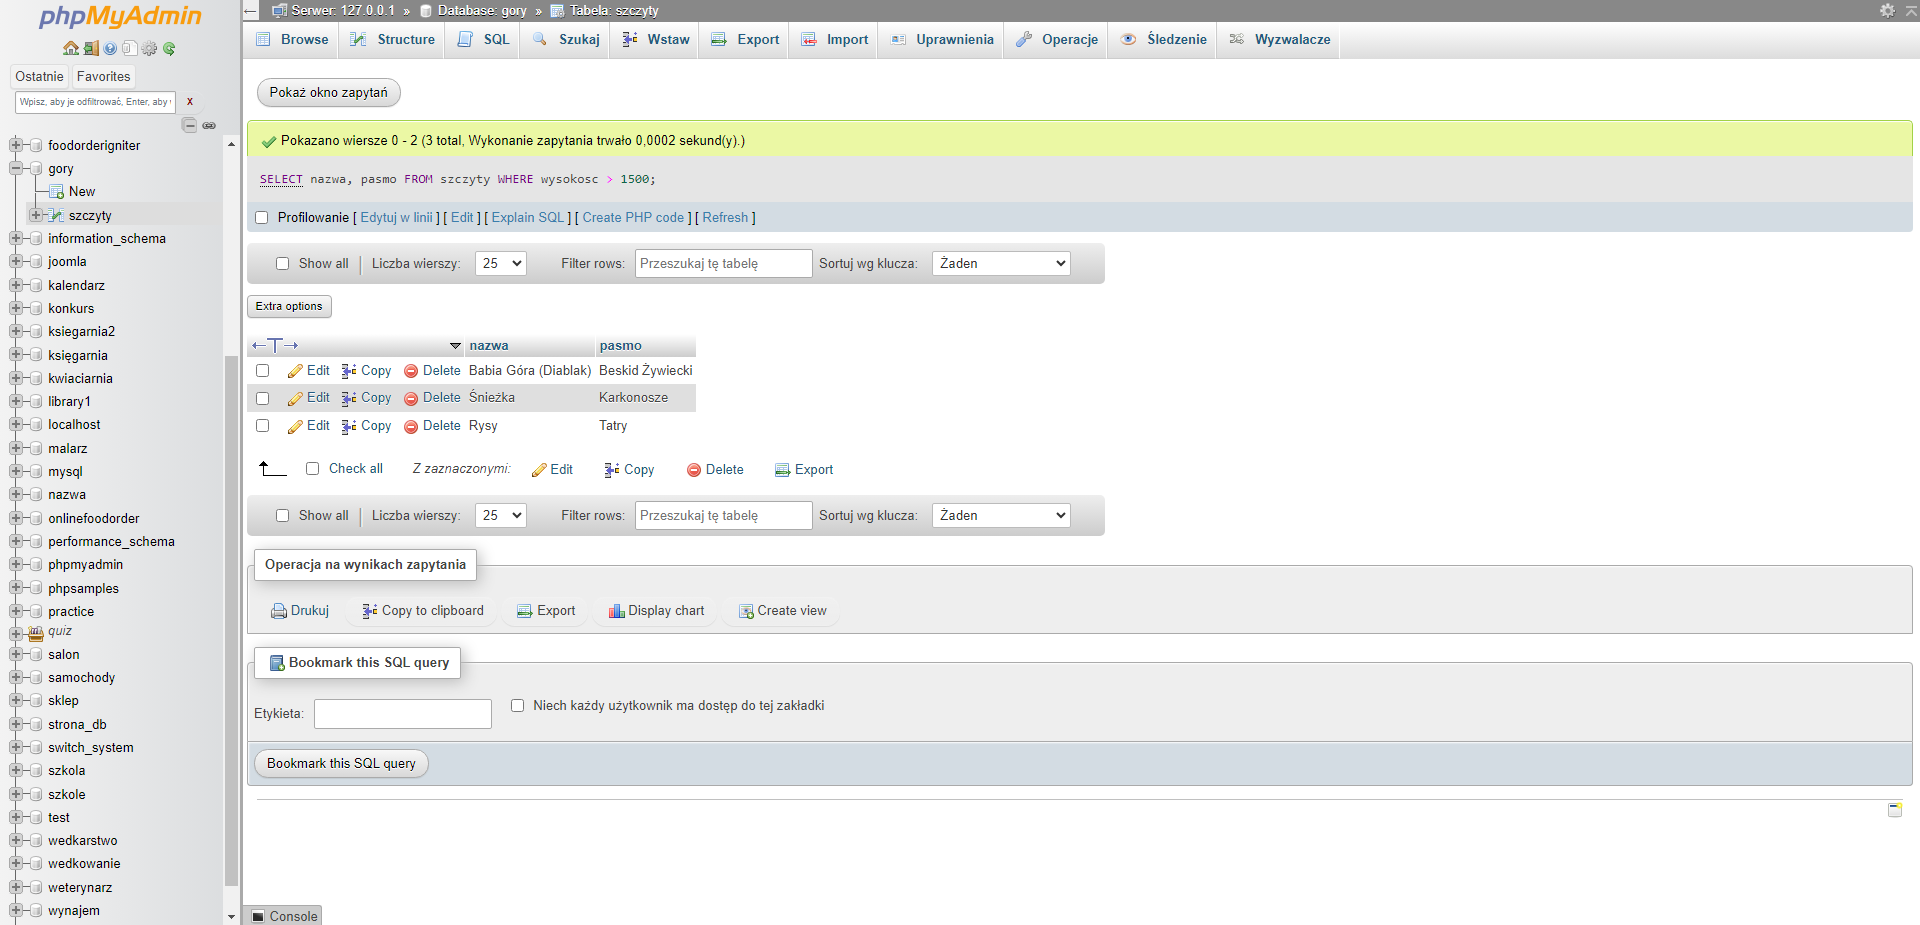 phpMyAdmin
Ostatnie Favorites
Wpisz, aby je odfiltrować, Enter, aby X
foodorderigniter
gory
New
szczyty
information_schema
joomla
kalendarz
konkurs
ksiegarnia2
księgarnia
kwiaciarnia
library1
localhost
malarz
mysql
nazwa
onlinefoodorder
performance_schema
phpmyadmin
phpsamples
practice
quiz
salon
samochody
sklep
strona_db
switch_system
szkola
szkole
test
wedkarstwo
wedkowanie
weterynarz
wynajem
Serwer: 127.0.0.1 » Database: gory » Tabela: szczyty
Browse Structure SQL Szukaj Wstaw Export Import Uprawnienia Operacje Śledzenie Wyzwalacze
Pokaż okno zapytań
Pokazano wiersze 0 - 2 (3 total, Wykonanie zapytania trwało 0,0002 sekund(y).)
SELECT nazwa, pasmo FROM szczyty WHERE wysokosc > 1500;
Profilowanie [ Edytuj w linii ] [ Edit ] [ Explain SQL ] [ Create PHP code ] [ Refresh ]
Show all | Liczba wierszy: 25 Filter rows: Przeszukaj tę tabelę Sortuj wg klucza: Żaden
Extra options
←T→ nazwa pasmo
Edit Copy Delete Babia Góra (Diablak) Beskid Żywiecki
Edit Copy Delete Śnieżka Karkonosze
Edit Copy Delete Rysy Tatry
Check all Z zaznaczonymi: Edit Copy Delete Export
Show all | Liczba wierszy: 25 Filter rows: Przeszukaj tę tabelę Sortuj wg klucza: Żaden
Operacja na wynikach zapytania
Drukuj Copy to clipboard Export Display chart Create view
Bookmark this SQL query
Etykieta: Niech każdy użytkownik ma dostęp do tej zakładki
Bookmark this SQL query
Console